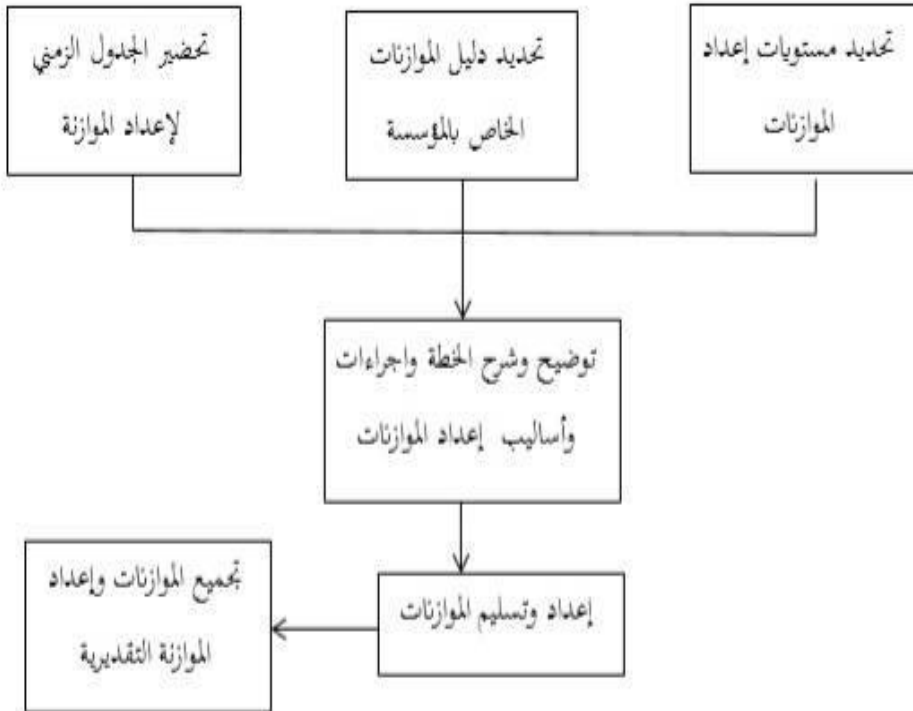 تحديد مستويات إعداد
الموازنات
تحديد دليل الموازنات
الخاص بالمؤسسة
تحضير الجدول الزمني
لإعداد الموازنة
توضيح وشرح الخطة واجراءات
وأساليب إعداد الموازنات
إعداد وتسليم الموازنات
تجميع الموازنات وإعداد
الموازنة التقديرية